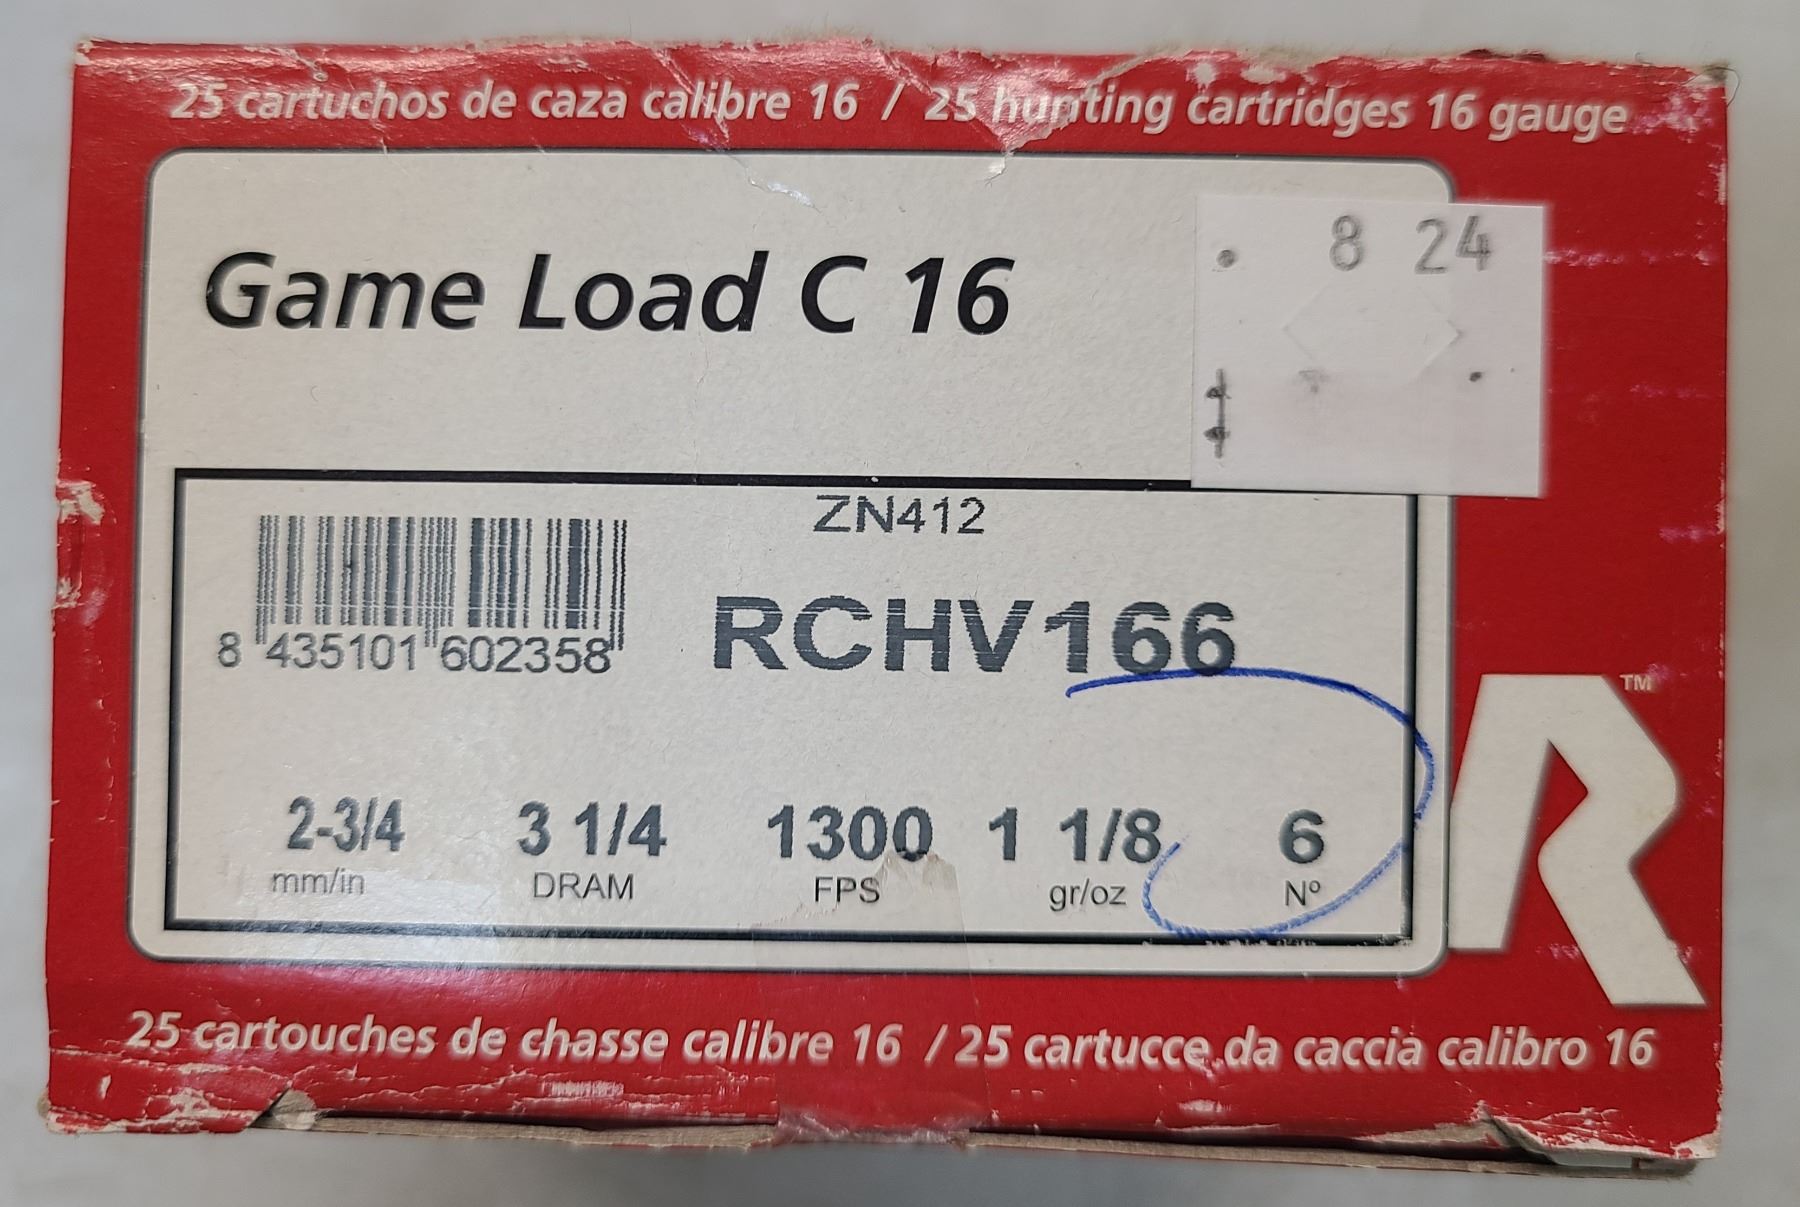 25 cartuchos de caza calibre 16 / 25 hunting cartridges 16 gauge
Game Load C 16
8 24
ZN412
8 435101 602358
RCHV166
R™
2-3/4 3 1/4 1300 1 1/8 6
mm/in DRAM FPS gr/oz Nº
25 cartouches de chasse calibre 16 / 25 cartucce da caccia calibro 16